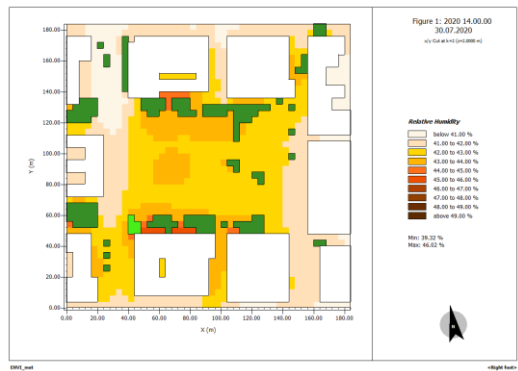 Figure 1: 2020 14.00.00
30.07.2020
x/y Cut at k=2 (z=3.0000 m)
180.00
160.00
140.00
120.00
100.00
80.00
60.00
40.00
20.00
0.00
Y (m)
0.00 20.00 40.00 60.00 80.00 100.00 120.00 140.00 160.00 180.00
X (m)
Relative Humidity
below 41.00 %
41.00 to 42.00 %
42.00 to 43.00 %
43.00 to 44.00 %
44.00 to 45.00 %
45.00 to 46.00 %
46.00 to 47.00 %
47.00 to 48.00 %
48.00 to 49.00 %
above 49.00 %
Min: 39.32 %
Max: 46.02 %
N
ENVI_met
<Right foot>